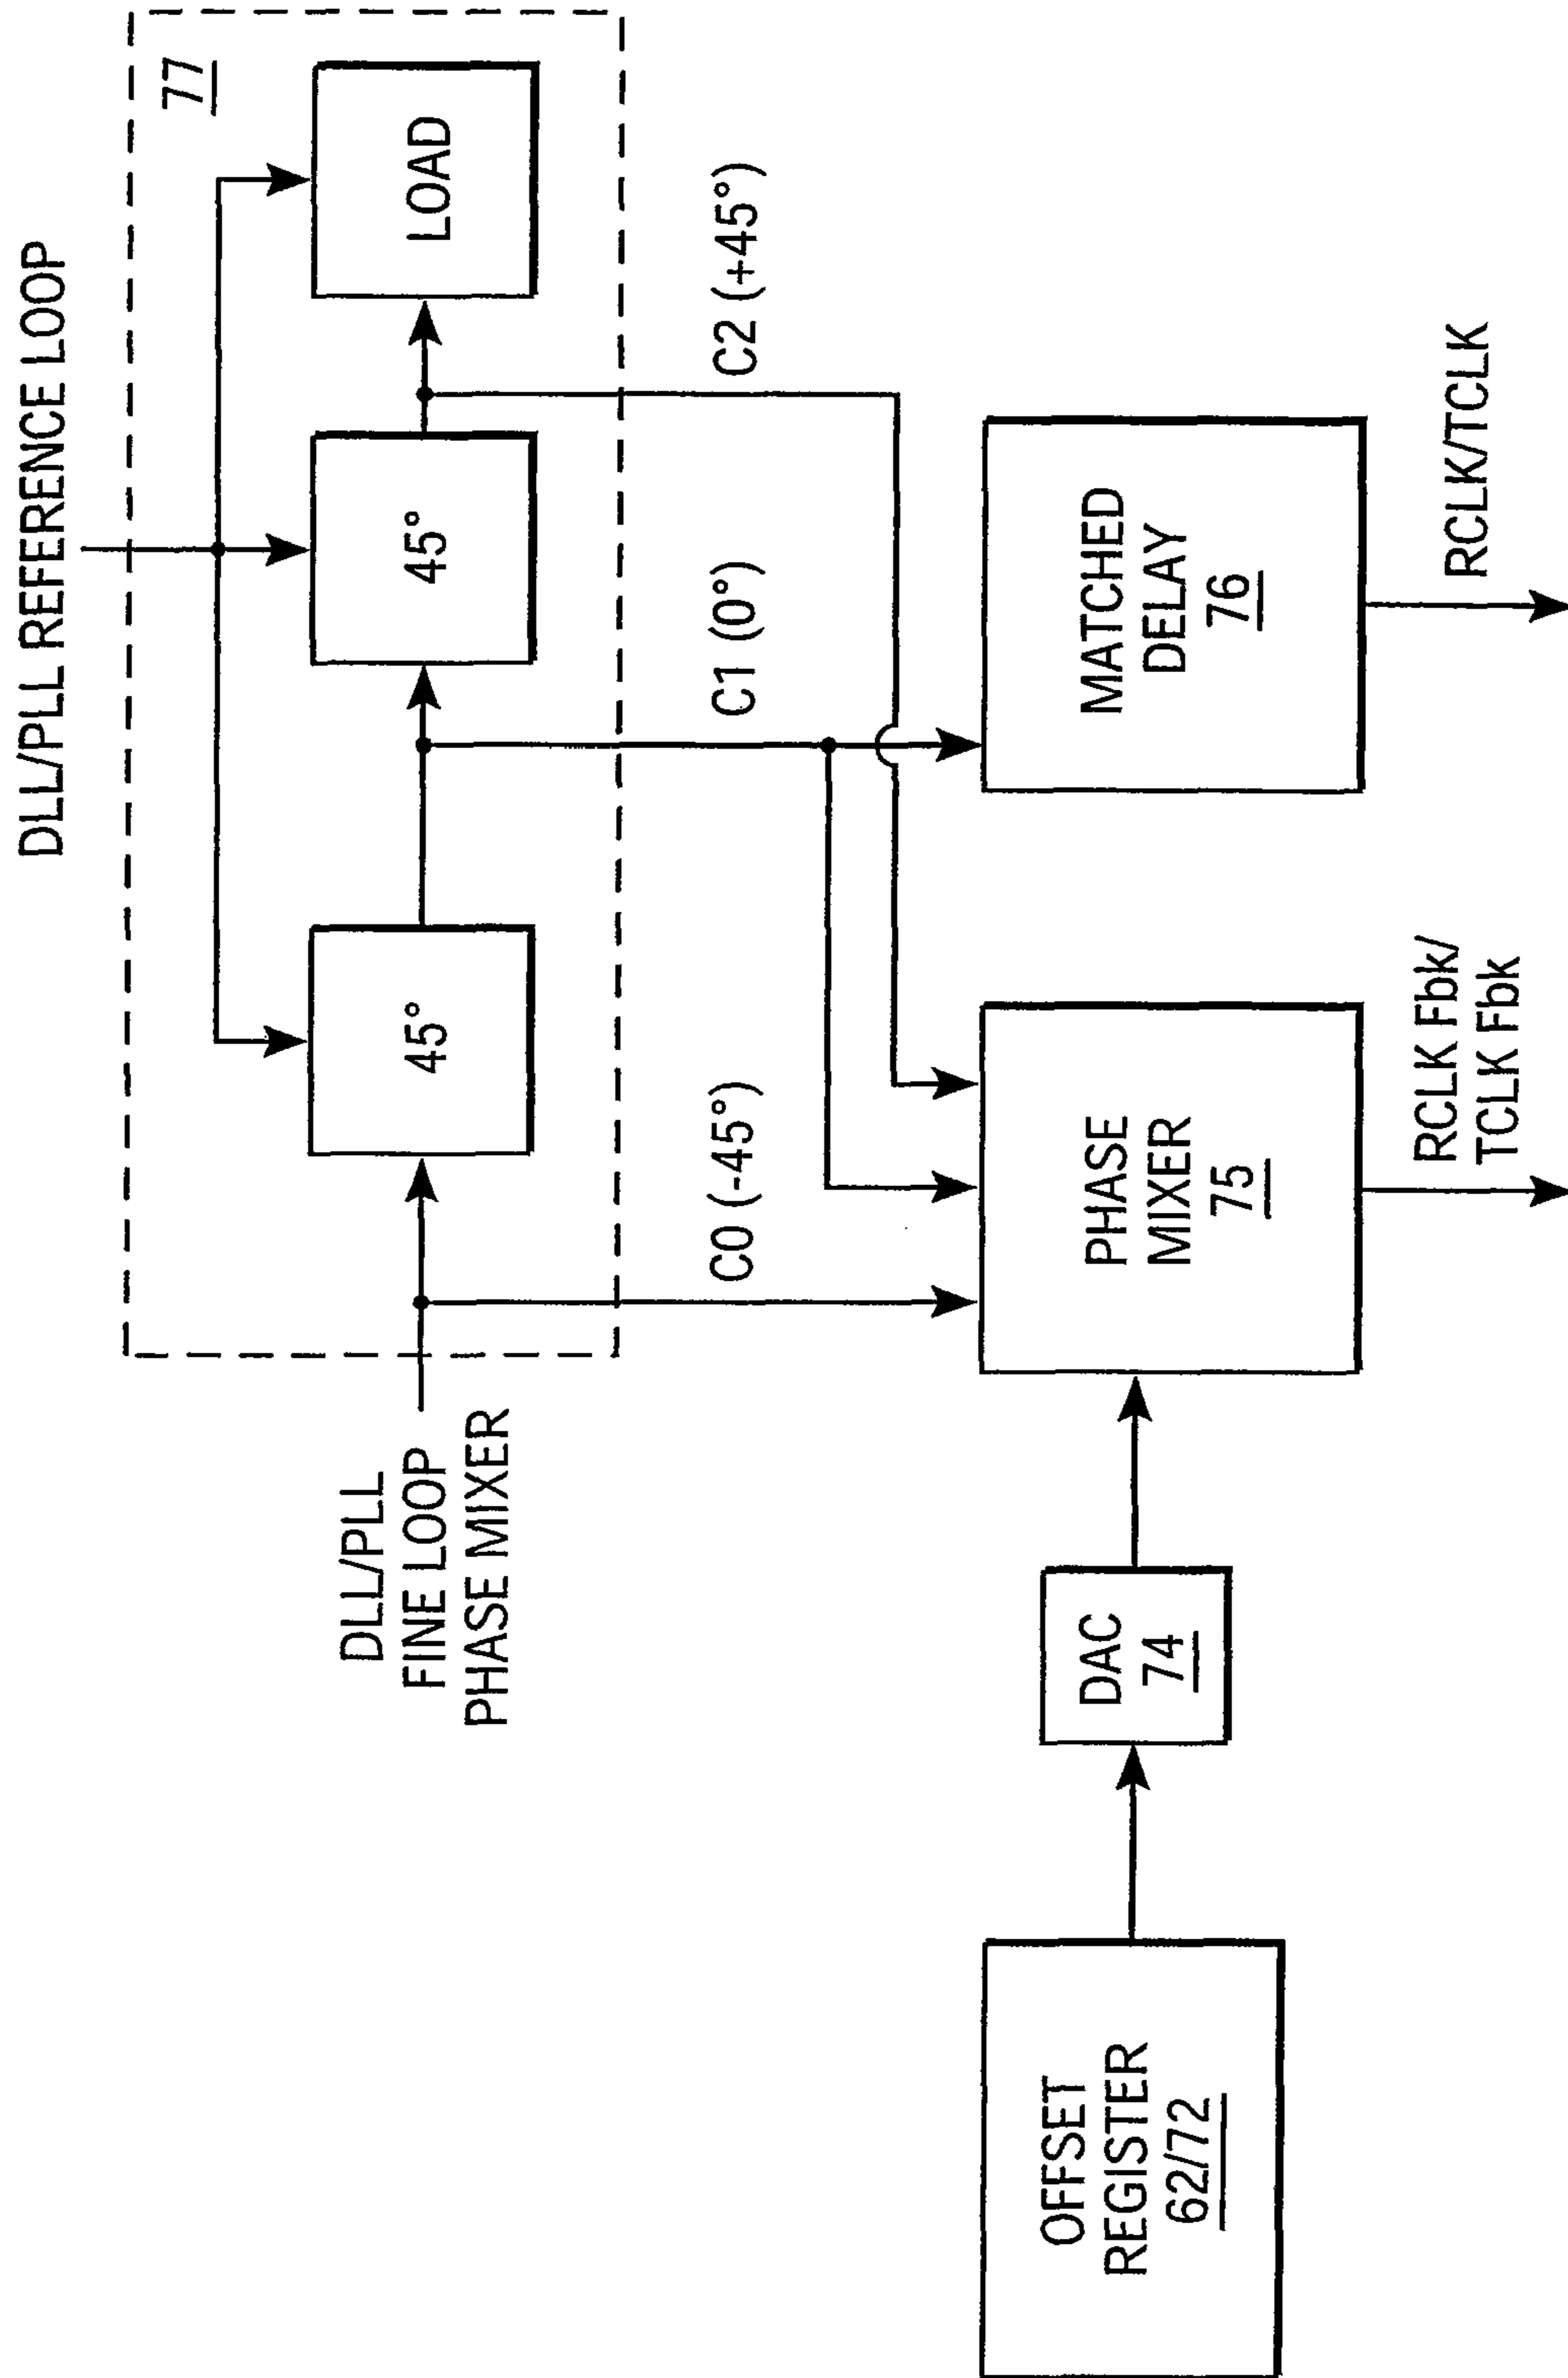 DLL/PLL REFERENCE LOOP
77
45°
45°
LOAD
DLL/PLL
FINE LOOP
PHASE MIXER
C0 (-45°)
C1 (0°)
C2 (+45°)
OFFSET
REGISTER
62/72
DAC
74
PHASE
MIXER
75
MATCHED
DELAY
76
RCLK Fbk/
TCLK Fbk
RCLK/TCLK